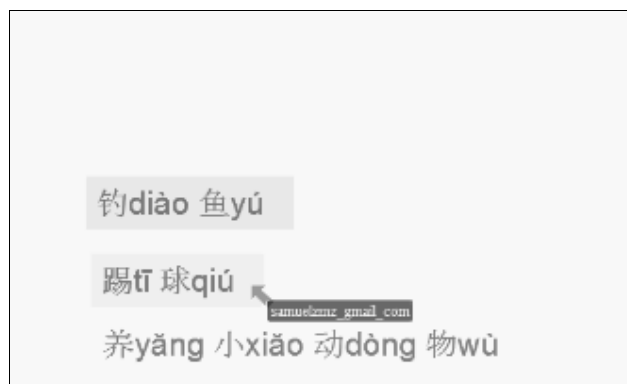 钓diào 鱼yú
踢tī 球qiú
samuelzmz_gmail_com
养yǎng 小xiǎo 动dòng 物wù